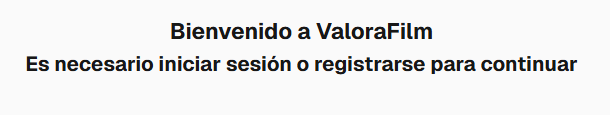 Bienvenido a ValoraFilm
Es necesario iniciar sesión o registrarse para continuar